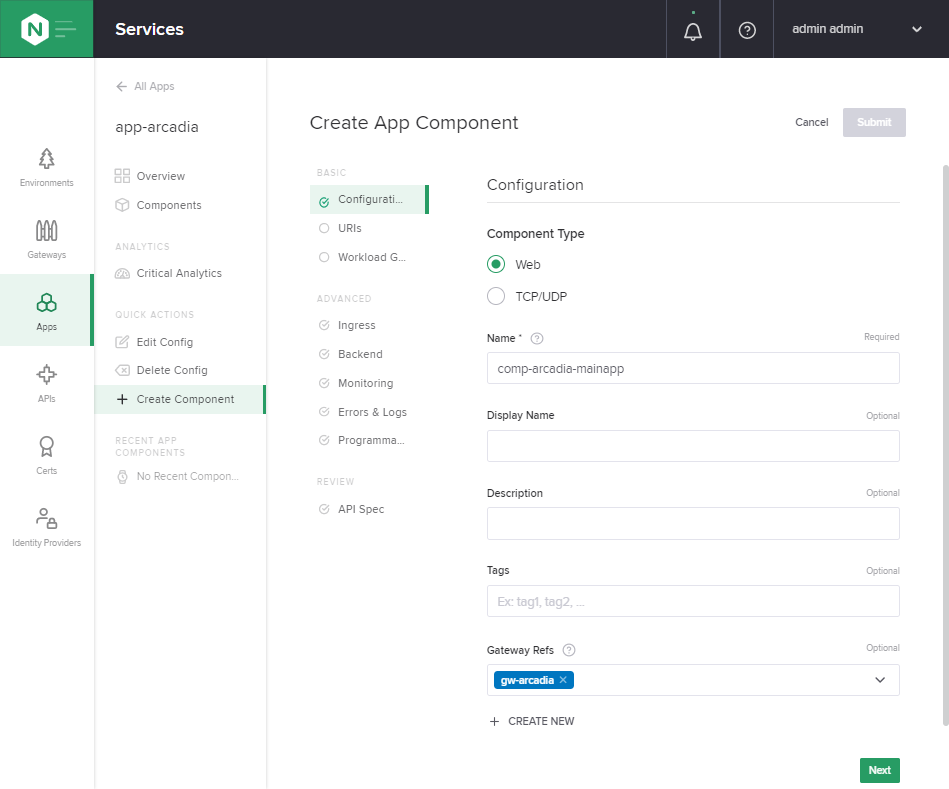 N
Services
admin admin
Environments
Gateways
Apps
APIs
Certs
Identity Providers
All Apps
app-arcadia
Overview
Components
ANALYTICS
Critical Analytics
QUICK ACTIONS
Edit Config
Delete Config
Create Component
RECENT APP
COMPONENTS
No Recent Compon...
Create App Component
Cancel
Submit
BASIC
Configurati...
URIs
Workload G...
ADVANCED
Ingress
Backend
Monitoring
Errors & Logs
Programma...
REVIEW
API Spec
Configuration
Component Type
Web
TCP/UDP
Name * ?
Required
comp-arcadia-mainapp
Display Name
Optional
Description
Optional
Tags
Optional
Ex: tag1, tag2, ...
Gateway Refs ?
Optional
gw-arcadia ×
+ CREATE NEW
Next